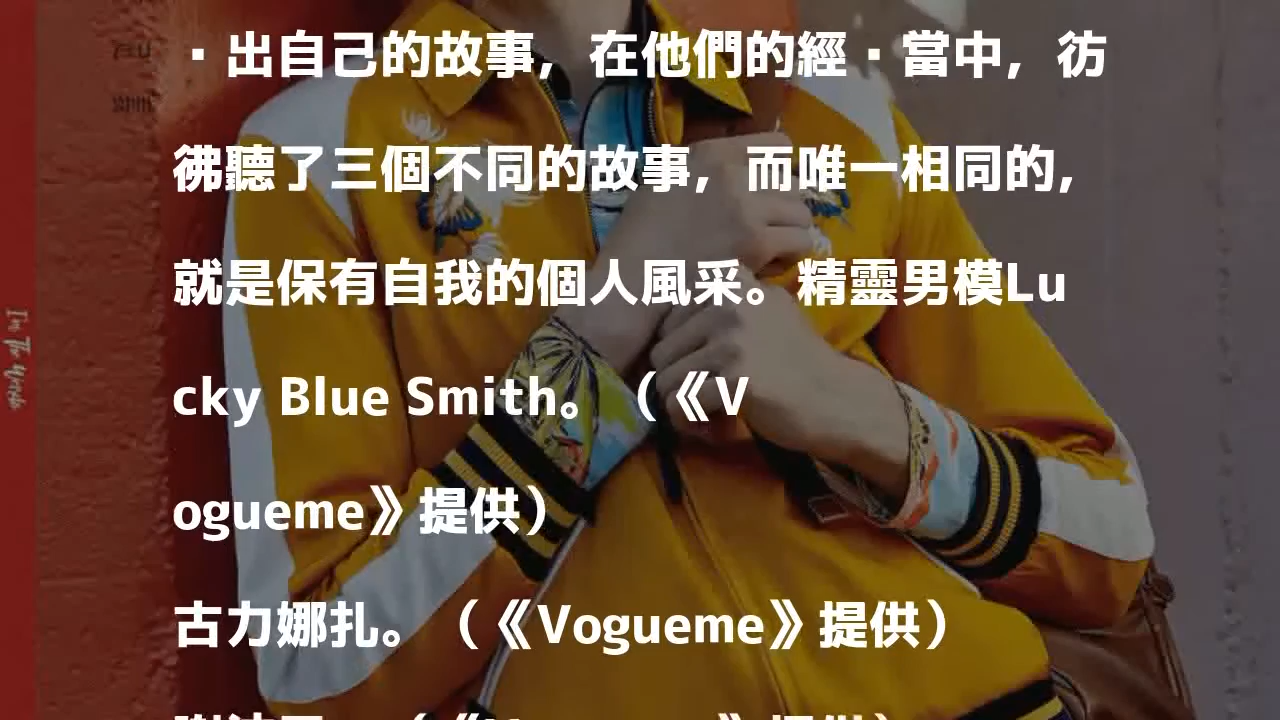 ·出自己的故事，在他們的經·當中，彷
彿聽了三個不同的故事，而唯一相同的，
就是保有自我的個人風采。精靈男模Lu
cky Blue Smith。（《V
ogueme》提供）
古力娜扎。（《Vogueme》提供）